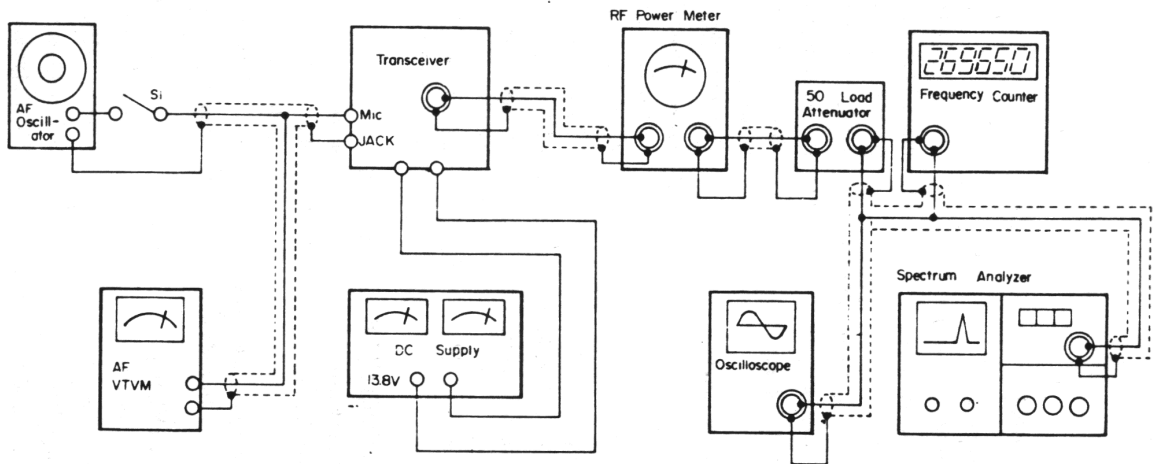 RF Power Meter
AF
Oscill-
ator
Si
Transceiver
Mic
JACK
50 Load
Attenuator
269650
Frequency Counter
AF
VTVM
DC Supply
13.8V
Oscilloscope
Spectrum Analyzer